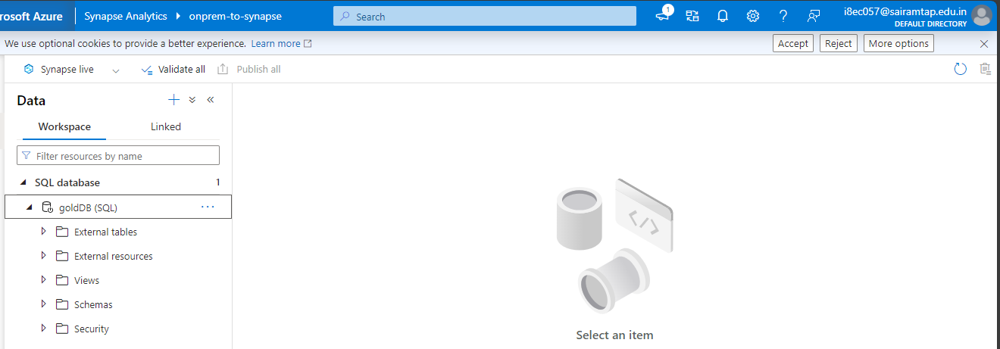 rosoft Azure Synapse Analytics onprem-to-synapse Search 1 i8ec057@sairamtap.edu.in
DEFAULT DIRECTORY
We use optional cookies to provide a better experience. Learn more Accept Reject More options
Synapse live Validate all Publish all
Data
Workspace Linked
Filter resources by name
SQL database 1
goldDB (SQL) ...
External tables
External resources
Views
Schemas
Security
Select an item